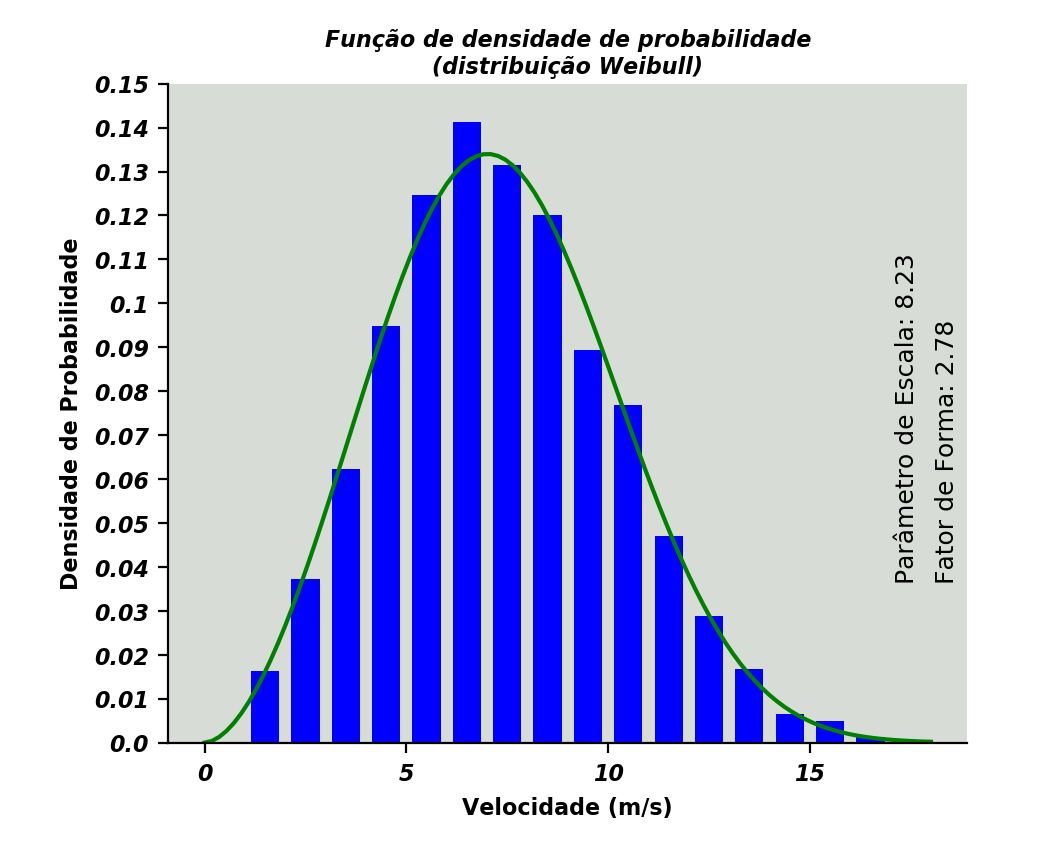 Função de densidade de probabilidade
(distribuição Weibull)
0.15
0.14
0.13
0.12
0.11
0.1
0.09
0.08
0.07
0.06
0.05
0.04
0.03
0.02
0.01
0.0
Densidade de Probabilidade
Parâmetro de Escala: 8.23
Fator de Forma: 2.78
0 5 10 15
Velocidade (m/s)